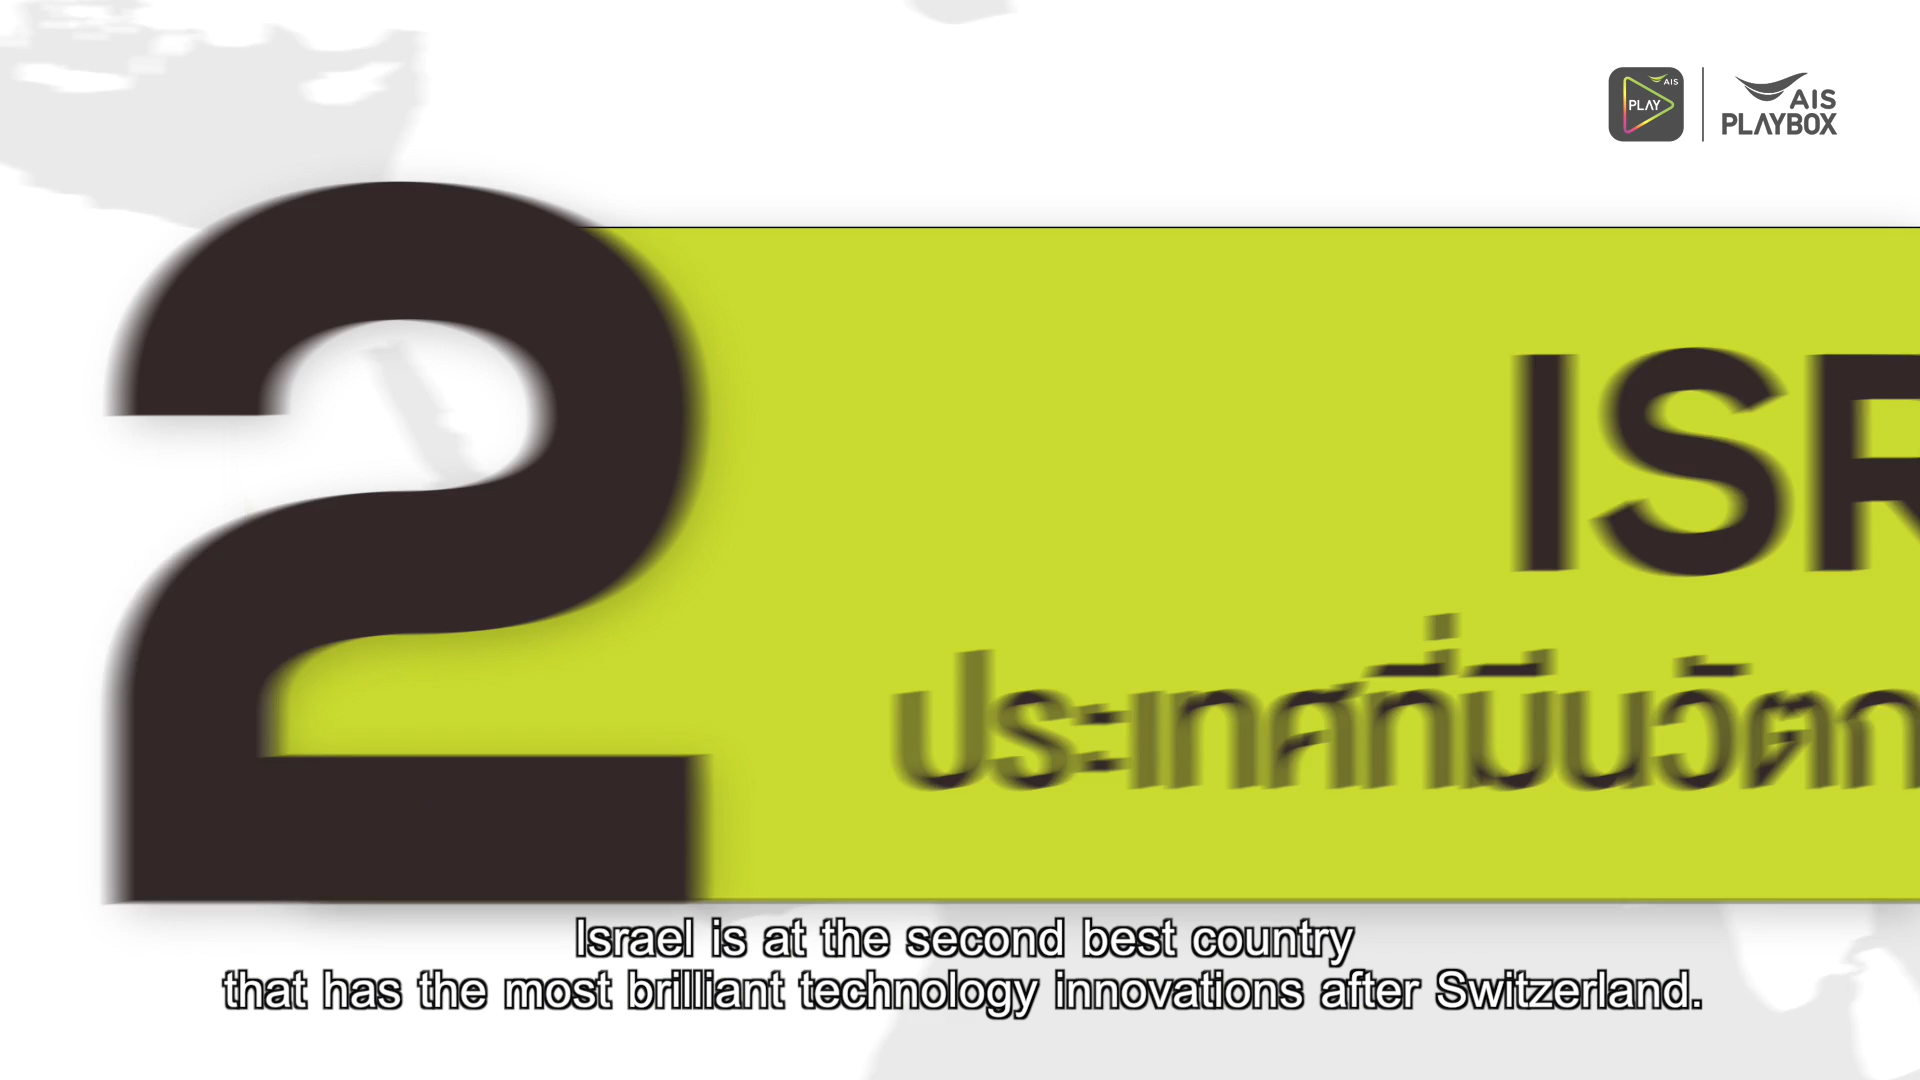 AIS
PLAY
AIS
PLAYBOX
2
ISR
ประเทศที่มีนวัต
Israel is at the second best country
that has the most brilliant technology innovations after Switzerland.